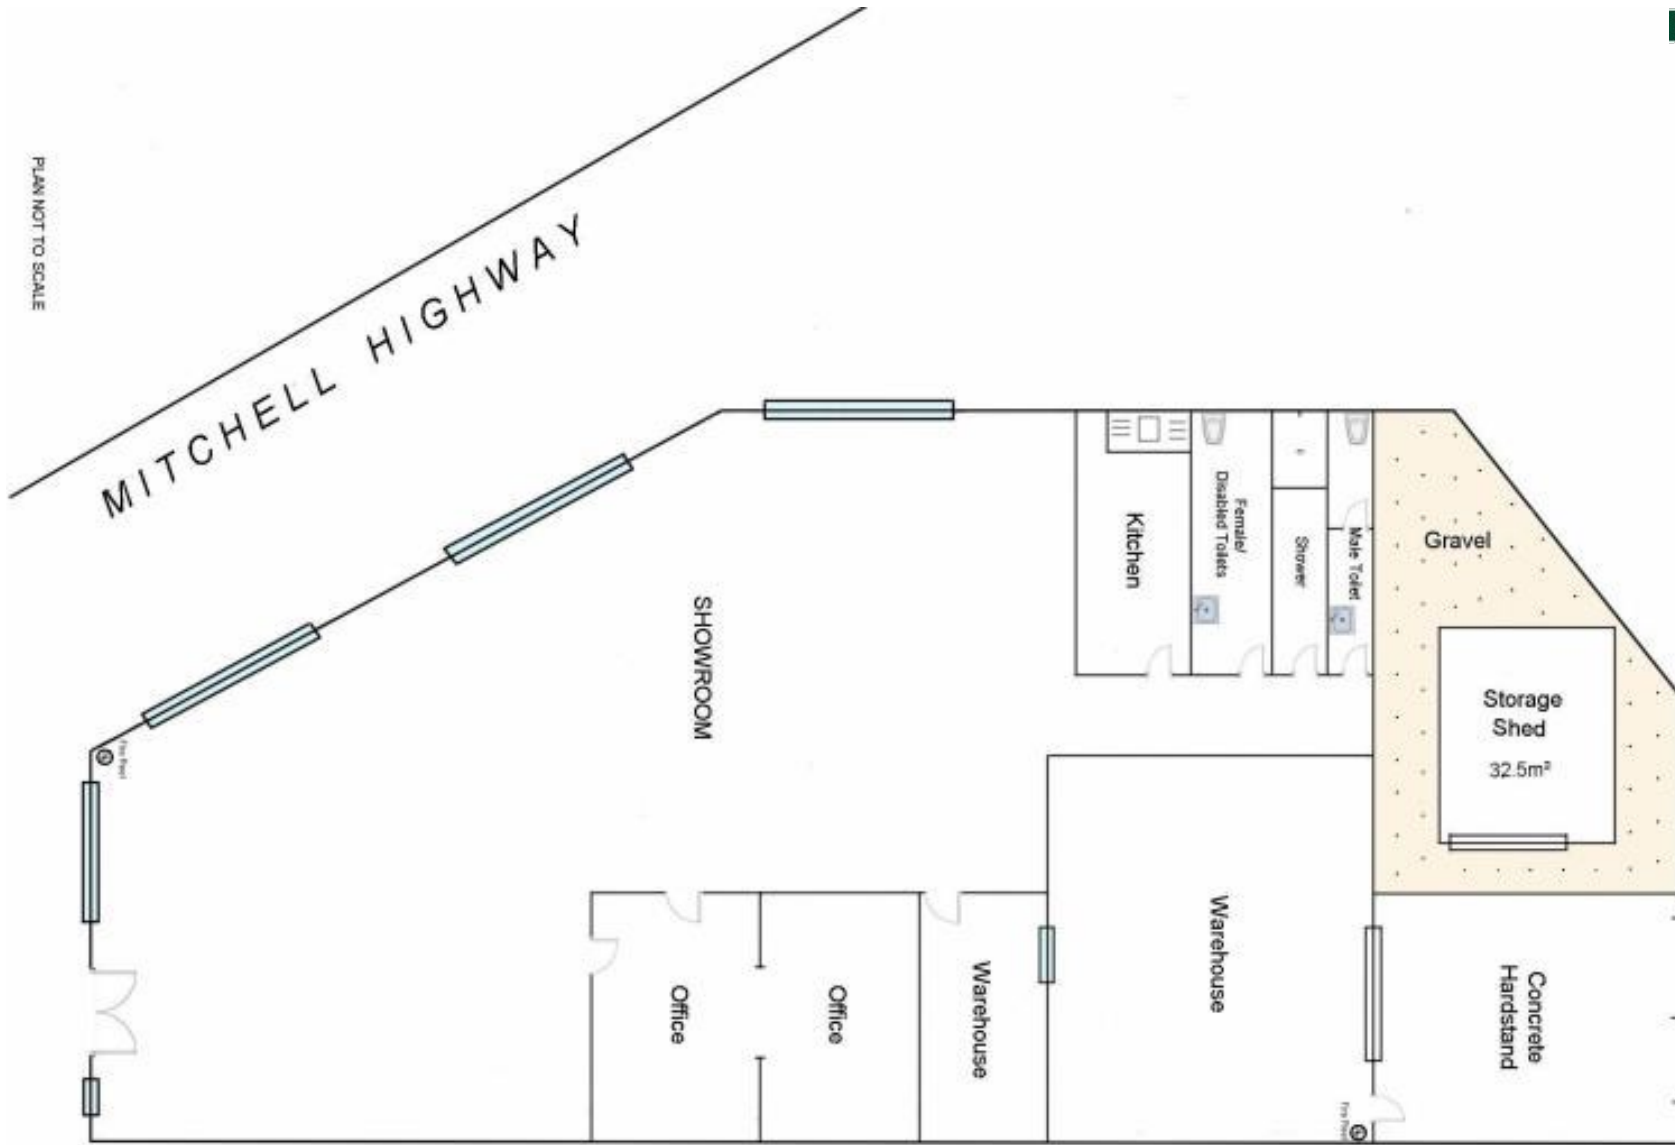 PLAN NOT TO SCALE
MITCHELL HIGHWAY
SHOWROOM
Kitchen
Female/
Disabled Toilets
Shower
Male Toilet
Gravel
Storage
Shed
32.5m²
Office
Office
Warehouse
Warehouse
Concrete
Hardstand